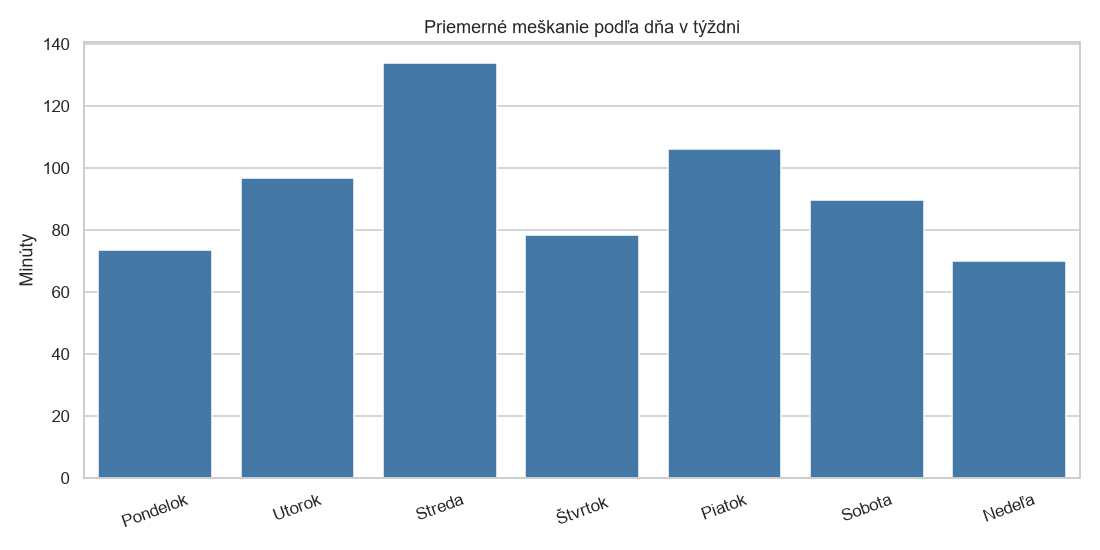 Priemerné meškanie podľa dňa v týždni
Minúty
140
120
100
80
60
40
20
0
Pondelok
Utorok
Streda
Štvrtok
Piatok
Sobota
Nedeľa